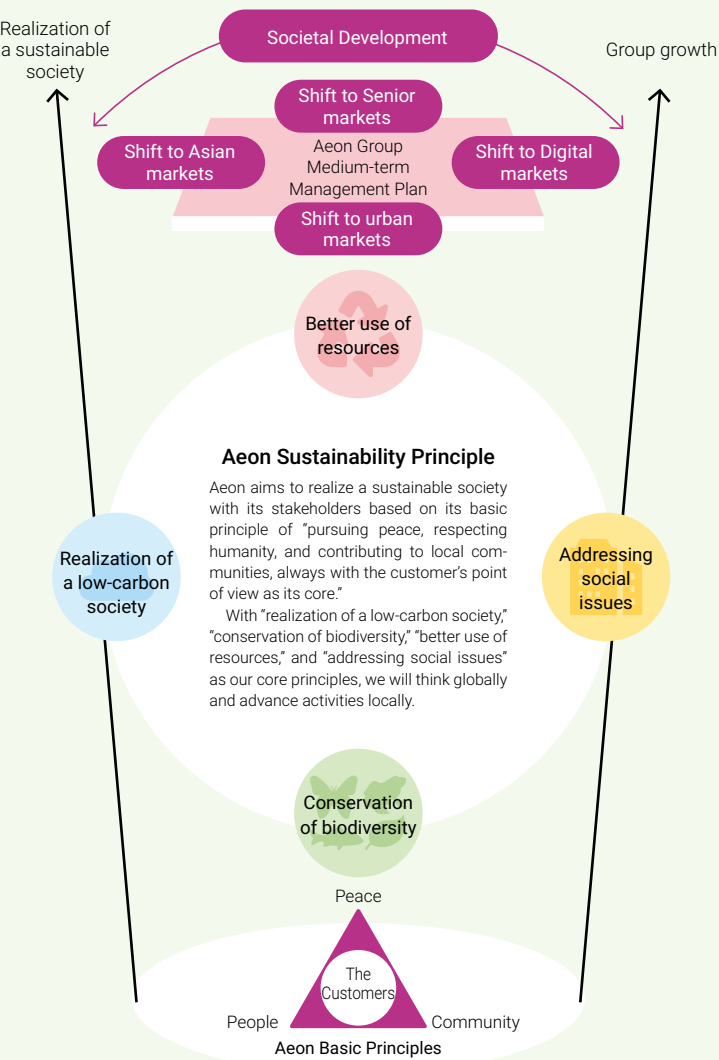 Realization of
a sustainable
society
Societal Development
Group growth
Shift to Senior
markets
Shift to Asian
markets
Aeon Group
Medium-term
Management Plan
Shift to Digital
markets
Shift to urban
markets
Better use of
resources
Aeon Sustainability Principle
Aeon aims to realize a sustainable society
with its stakeholders based on its basic
principle of “pursuing peace, respecting
humanity, and contributing to local com-
munities, always with the customer’s point
of view as its core.”
With “realization of a low-carbon society,”
“conservation of biodiversity,” “better use of
resources,” and “addressing social issues”
as our core principles, we will think globally
and advance activities locally.
Realization of
a low-carbon
society
Addressing
social
issues
Conservation
of biodiversity
Peace
The
Customers
People
Community
Aeon Basic Principles